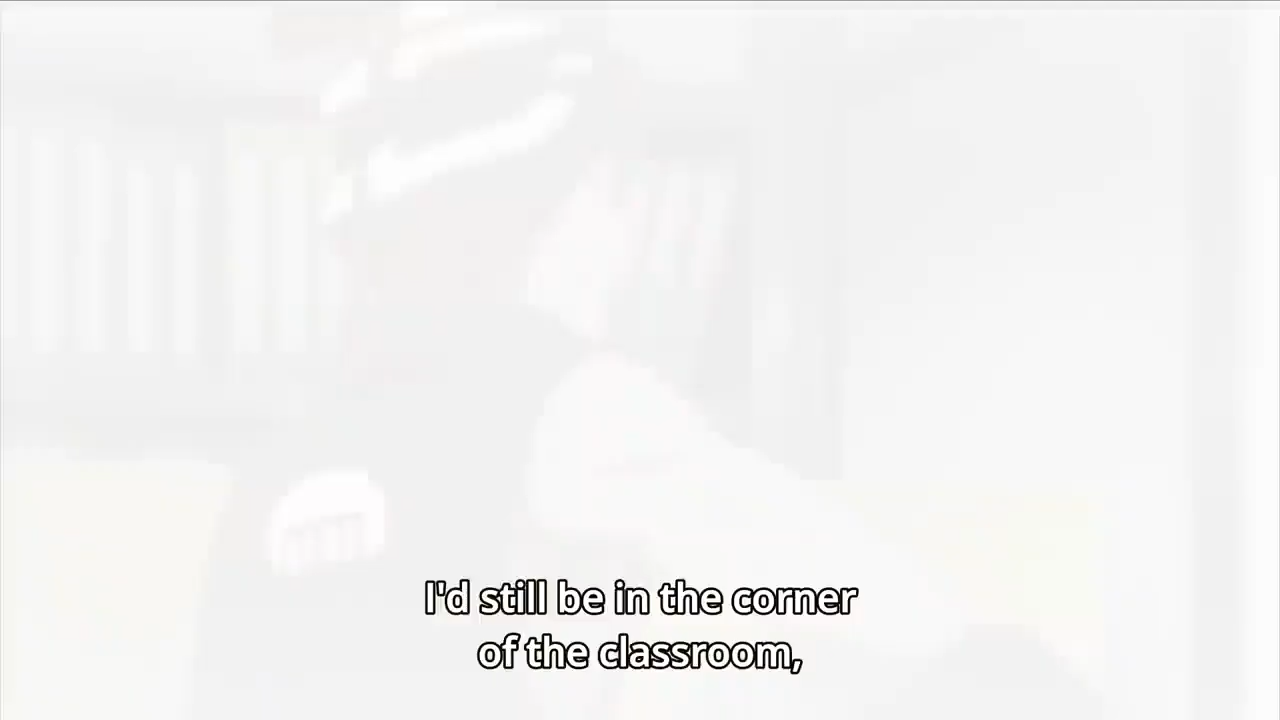 I'd still be in the corner
of the classroom,